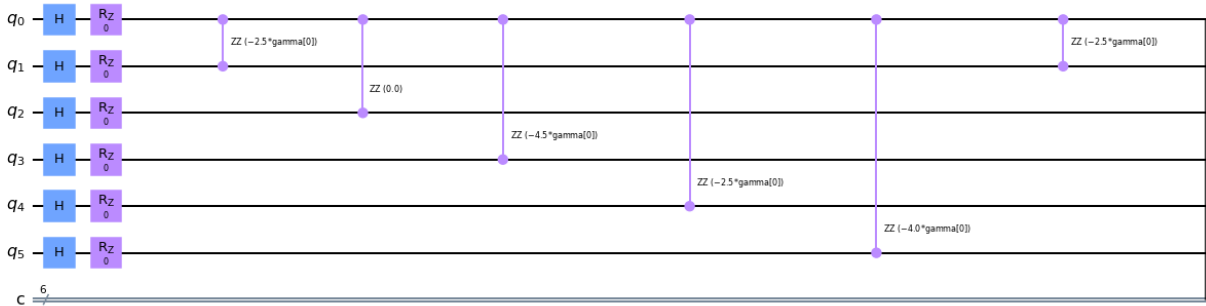 q0 H RZ 0
ZZ (−2.5*gamma[0])
ZZ (−2.5*gamma[0])
q1 H RZ 0
ZZ (0.0)
q2 H RZ 0
ZZ (−4.5*gamma[0])
q3 H RZ 0
ZZ (−2.5*gamma[0])
q4 H RZ 0
ZZ (−4.0*gamma[0])
q5 H RZ 0
6
c